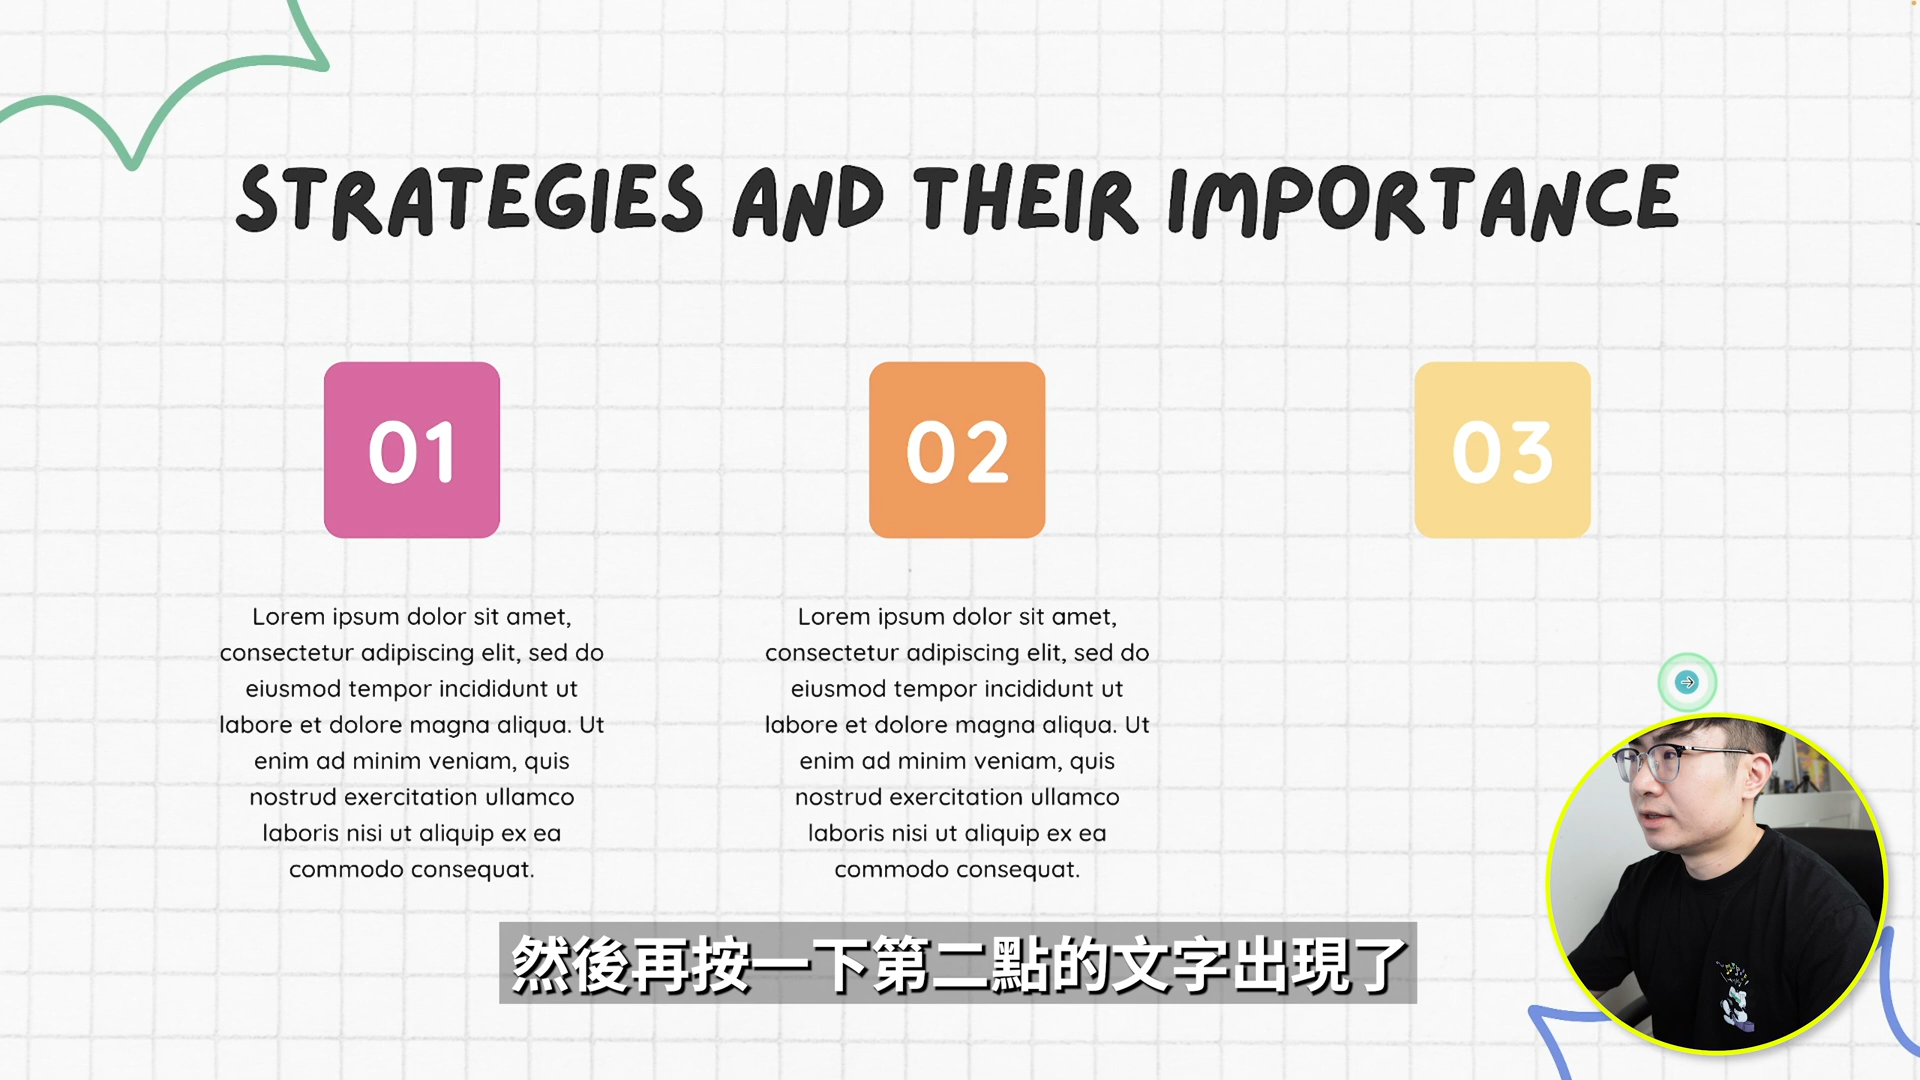 STRATEGIES AND THEIR IMPORTANCE
01
Lorem ipsum dolor sit amet,
consectetur adipiscing elit, sed do
eiusmod tempor incididunt ut
labore et dolore magna aliqua. Ut
enim ad minim veniam, quis
nostrud exercitation ullamco
laboris nisi ut aliquip ex ea
commodo consequat.
02
Lorem ipsum dolor sit amet,
consectetur adipiscing elit, sed do
eiusmod tempor incididunt ut
labore et dolore magna aliqua. Ut
enim ad minim veniam, quis
nostrud exercitation ullamco
laboris nisi ut aliquip ex ea
commodo consequat.
03
然後再按一下第二點的文字出現了